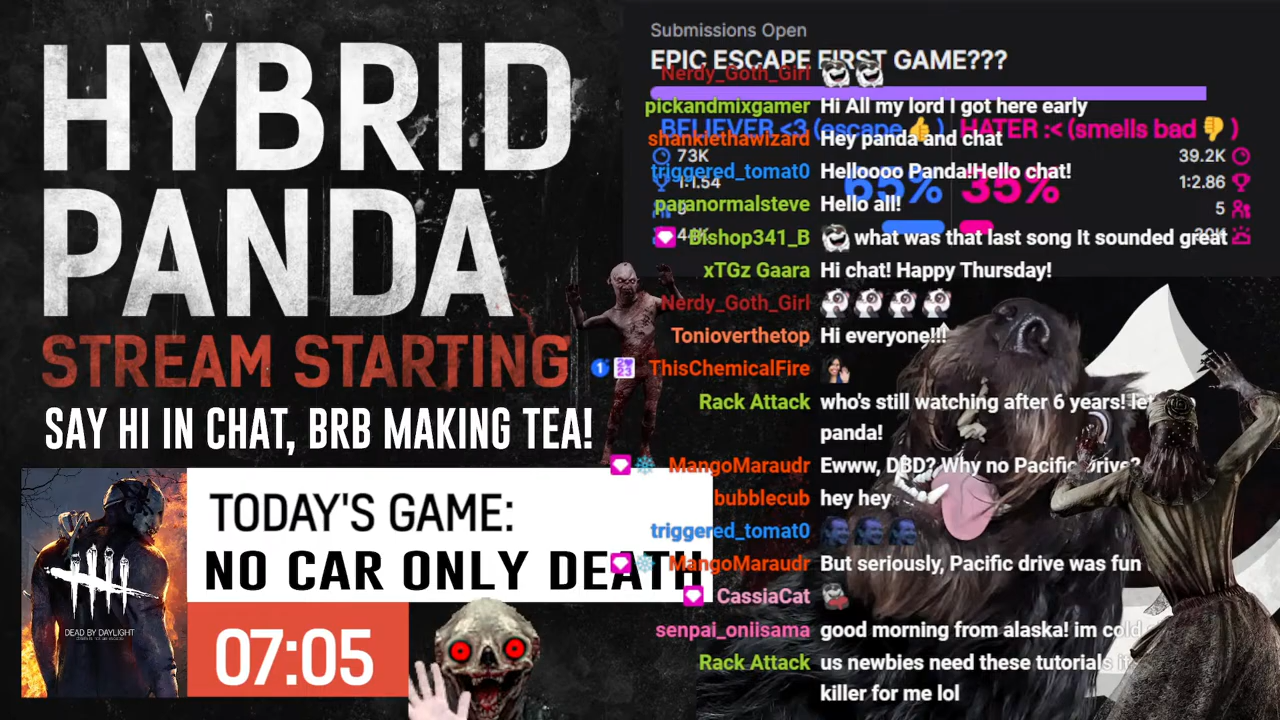 HYBRID
PANDA
STREAM STARTING
SAY HI IN CHAT, BRB MAKING TEA!
DEAD BY DAYLIGHT
TODAY'S GAME:
NO CAR ONLY DEATH
07:05
Submissions Open
EPIC ESCAPE FIRST GAME???
BELIEVER <3 (escape👍) HATER :< (smells bad 👎)
73K 39.2K
1:1.54 65% 35% 1:2.86
5
Nerdy_Goth_Girl
pickandmixgamer Hi All my lord I got here early
shankiethawizard Hey panda and chat
triggered_tomat0 Helloooo Panda!Hello chat!
paranormalsteve Hello all!
Bishop341_B what was that last song It sounded great
xTGz Gaara Hi chat! Happy Thursday!
Nerdy_Goth_Girl
Tonioverthetop Hi everyone!!!
ThisChemicalFire
Rack Attack who's still watching after 6 years! let
panda!
MangoMaraudr Ewww, DBD? Why no Pacific Drive?
bubblecub hey hey
triggered_tomat0
MangoMaraudr But seriously, Pacific drive was fun
CassiaCat
senpai_oniisama good morning from alaska! im cold
Rack Attack us newbies need these tutorials
killer for me lol